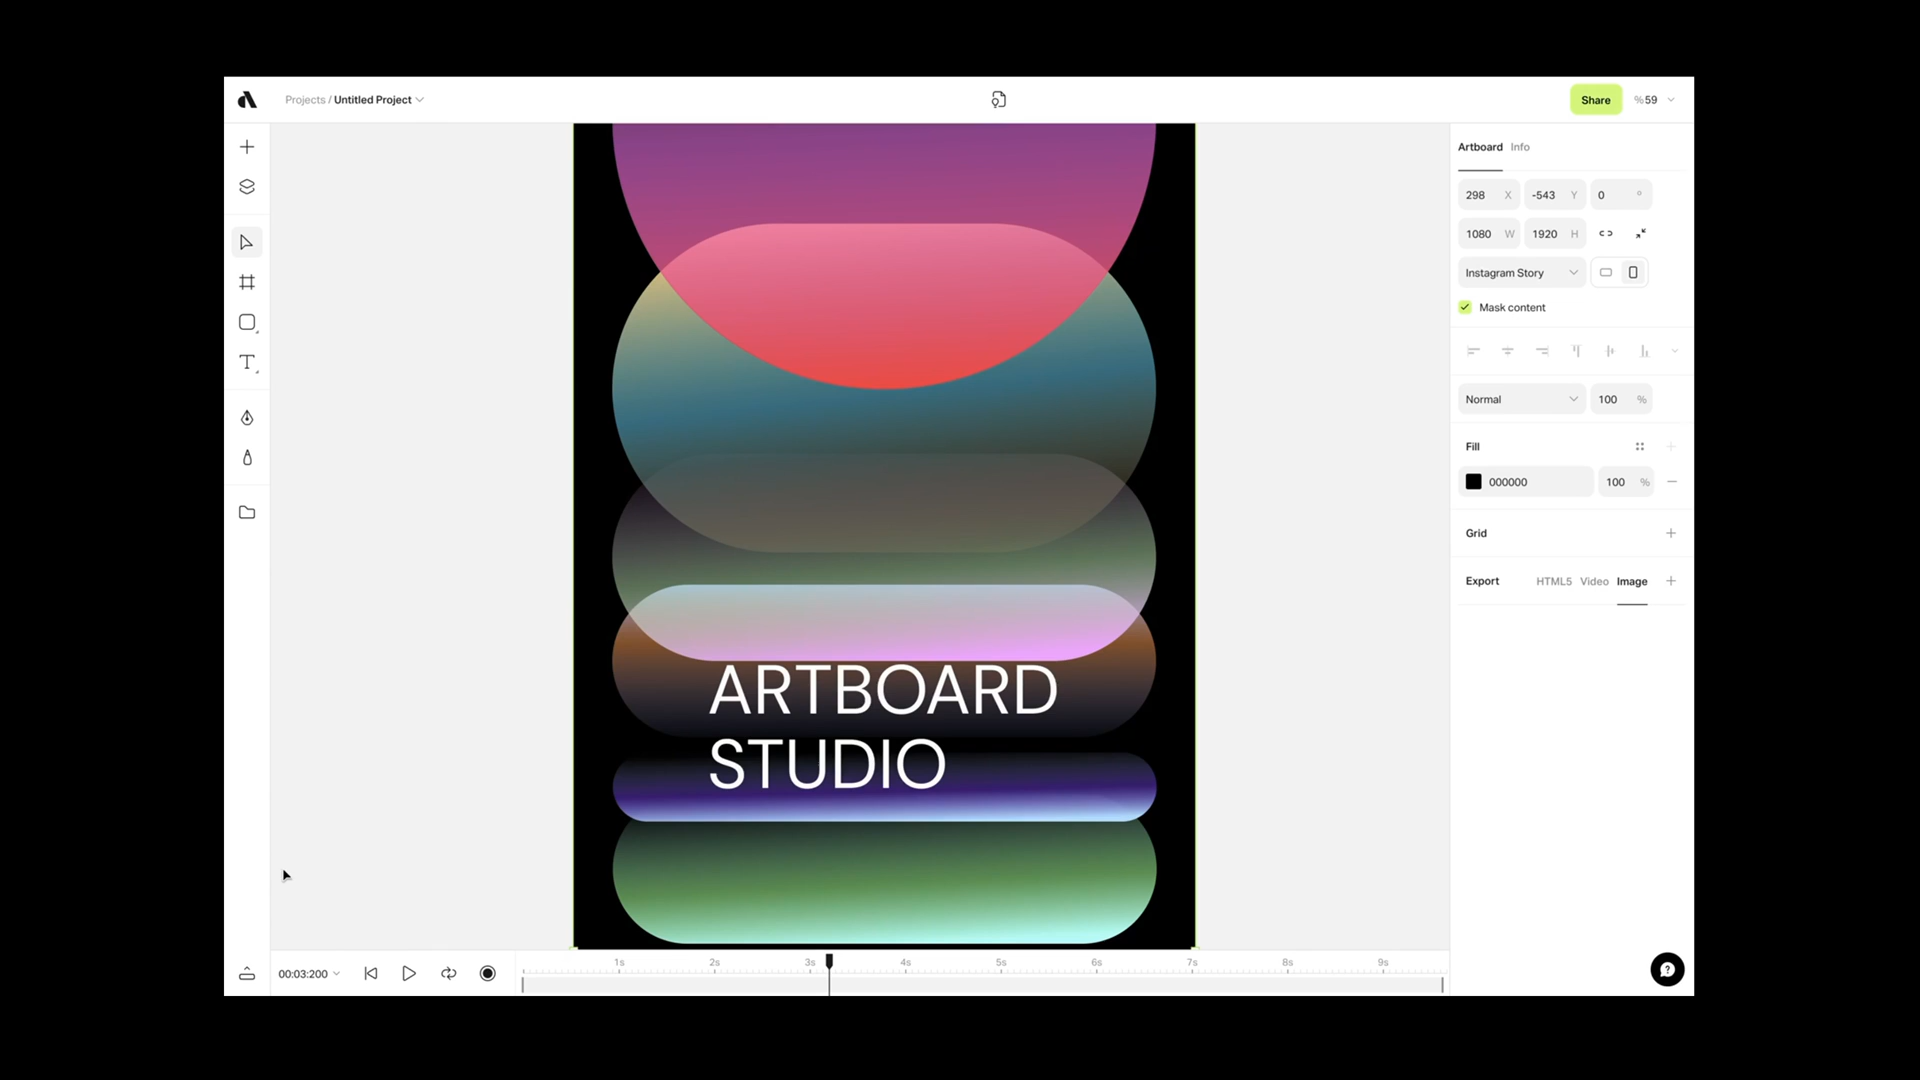 Projects / Untitled Project
Share
%59
Artboard Info
298 X -543 Y 0 °
1080 W 1920 H
Instagram Story
Mask content
Normal 100 %
Fill
000000 100 %
Grid
Export HTML5 Video Image
ARTBOARD
STUDIO
00:03:200
1s 2s 3s 4s 5s 6s 7s 8s 9s
?